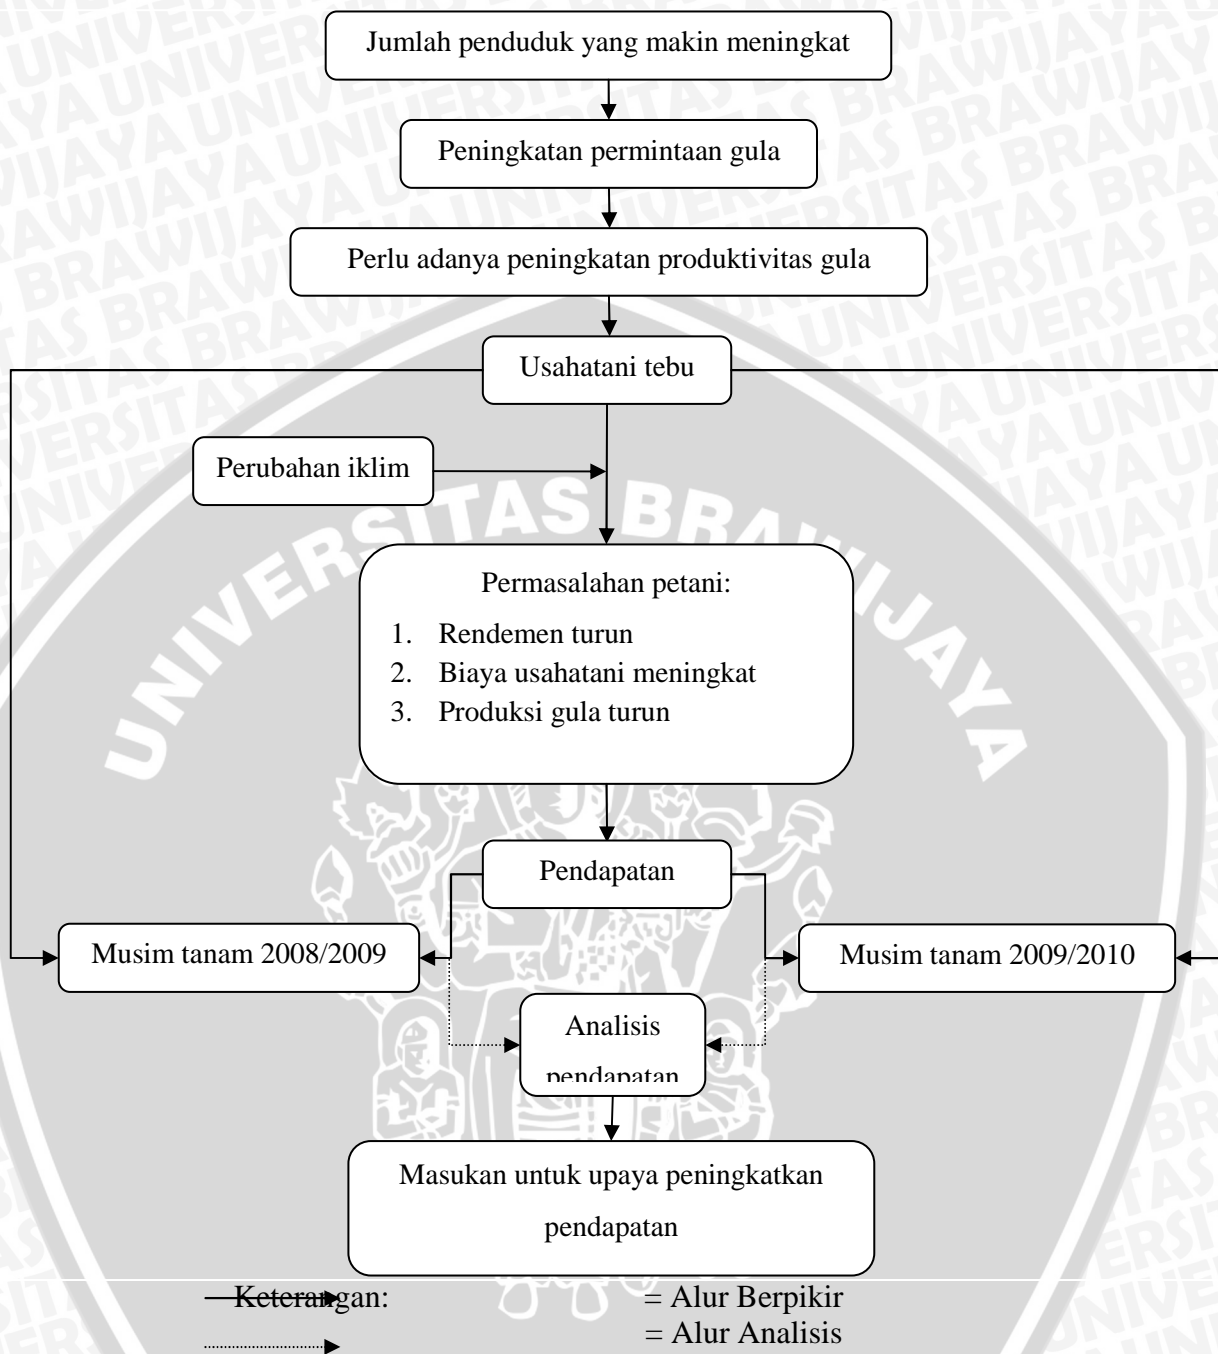 Jumlah penduduk yang makin meningkat
Peningkatan permintaan gula
Perlu adanya peningkatan produktivitas gula
Usahatani tebu
Perubahan iklim
UNIVERSITAS BRAWIJAYA
Permasalahan petani:
1. Rendemen turun
2. Biaya usahatani meningkat
3. Produksi gula turun
Pendapatan
Musim tanam 2008/2009
Musim tanam 2009/2010
Analisis
pendapatan
Masukan untuk upaya peningkatkan
pendapatan
Keterangan:
= Alur Berpikir
= Alur Analisis